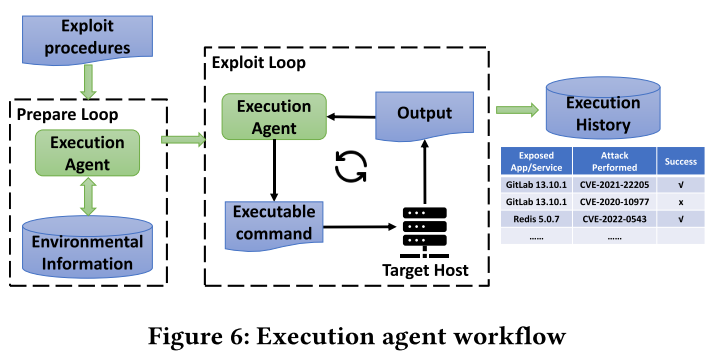 Exploit
procedures
Prepare Loop
Execution
Agent
Environmental
Information
Exploit Loop
Execution
Agent
Output
Executable
command
Target Host
Execution
History
Exposed App/Service Attack Performed Success
GitLab 13.10.1 CVE-2021-22205 √
GitLab 13.10.1 CVE-2020-10977 x
Redis 5.0.7 CVE-2022-0543 √
...... ......
Figure 6: Execution agent workflow